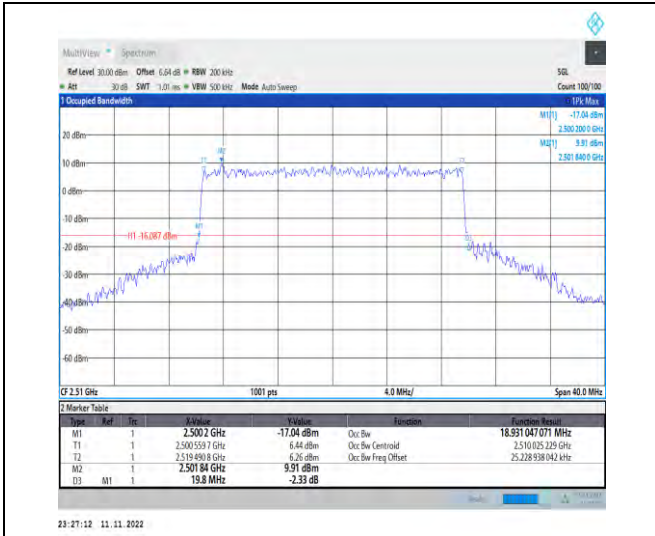 MultiView Spectrum
Ref Level 30.00 dBm Offset 6.64 dB RBW 200 kHz SGL
Att 30 dB SWT 1.01 ms VBW 500 kHz Mode Auto Sweep Count 100/100
1 Occupied Bandwidth 1Pk Max
M1[1] -17.04 dBm
2.500 200 0 GHz
M2[1] 9.91 dBm
2.501 840 0 GHz
20 dBm
M2
10 dBm
T1
0 dBm
-10 dBm
M1
H1 -16.087 dBm
D3
-20 dBm
-30 dBm
-40 dBm
-50 dBm
-60 dBm
CF 2.51 GHz 1001 pts 4.0 MHz/ Span 40.0 MHz
2 Marker Table
Type Ref Trc X-Value Y-Value Function Function Result
M1 1 2.5002 GHz -17.04 dBm Occ Bw 18.931 047 071 MHz
T1 1 2.500 559 7 GHz 6.44 dBm Occ Bw Centroid 2.510 025 229 GHz
T2 1 2.519 490 8 GHz 6.26 dBm Occ Bw Freq Offset 25.228 938 042 kHz
M2 1 2.501 84 GHz 9.91 dBm
D3 M1 1 19.8 MHz -2.33 dB
23:27:12 11.11.2022